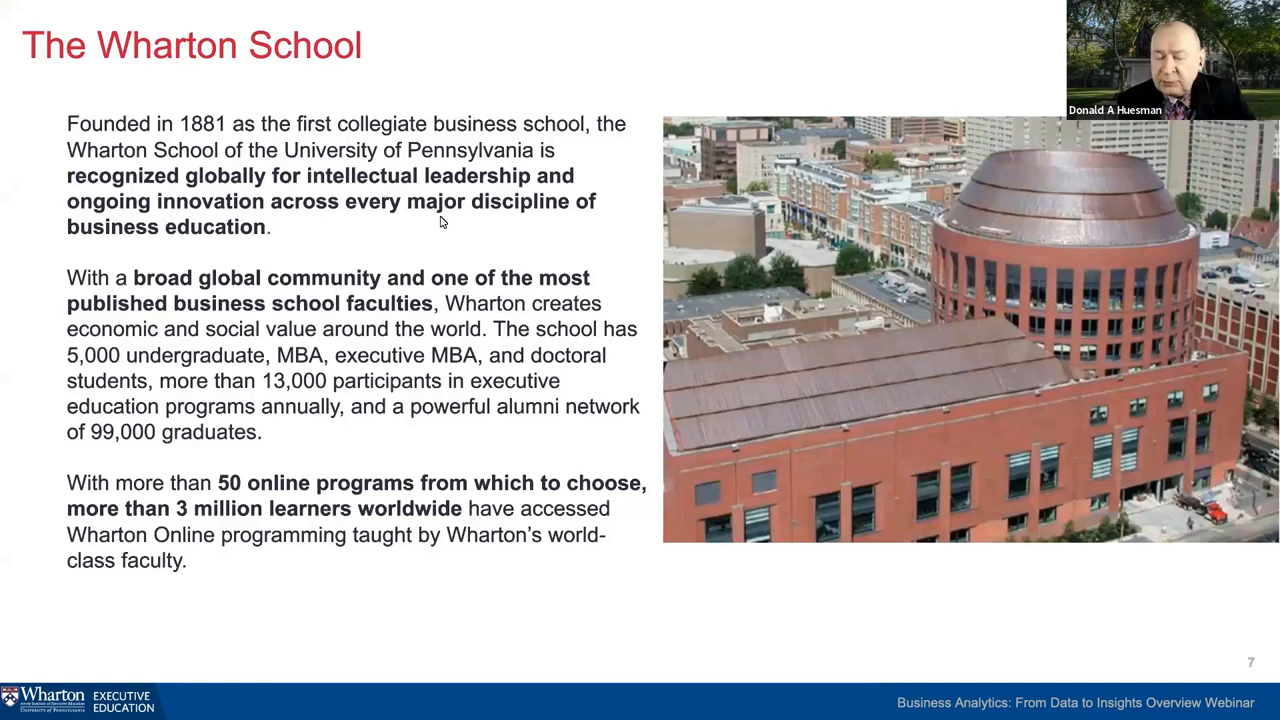 The Wharton School
Donald A Huesman
Founded in 1881 as the first collegiate business school, the
Wharton School of the University of Pennsylvania is
recognized globally for intellectual leadership and
ongoing innovation across every major discipline of
business education.
With a broad global community and one of the most
published business school faculties, Wharton creates
economic and social value around the world. The school has
5,000 undergraduate, MBA, executive MBA, and doctoral
students, more than 13,000 participants in executive
education programs annually, and a powerful alumni network
of 99,000 graduates.
With more than 50 online programs from which to choose,
more than 3 million learners worldwide have accessed
Wharton Online programming taught by Wharton’s world-
class faculty.
7
Wharton
UNIVERSITY of PENNSYLVANIA
EXECUTIVE
EDUCATION
Business Analytics: From Data to Insights Overview Webinar